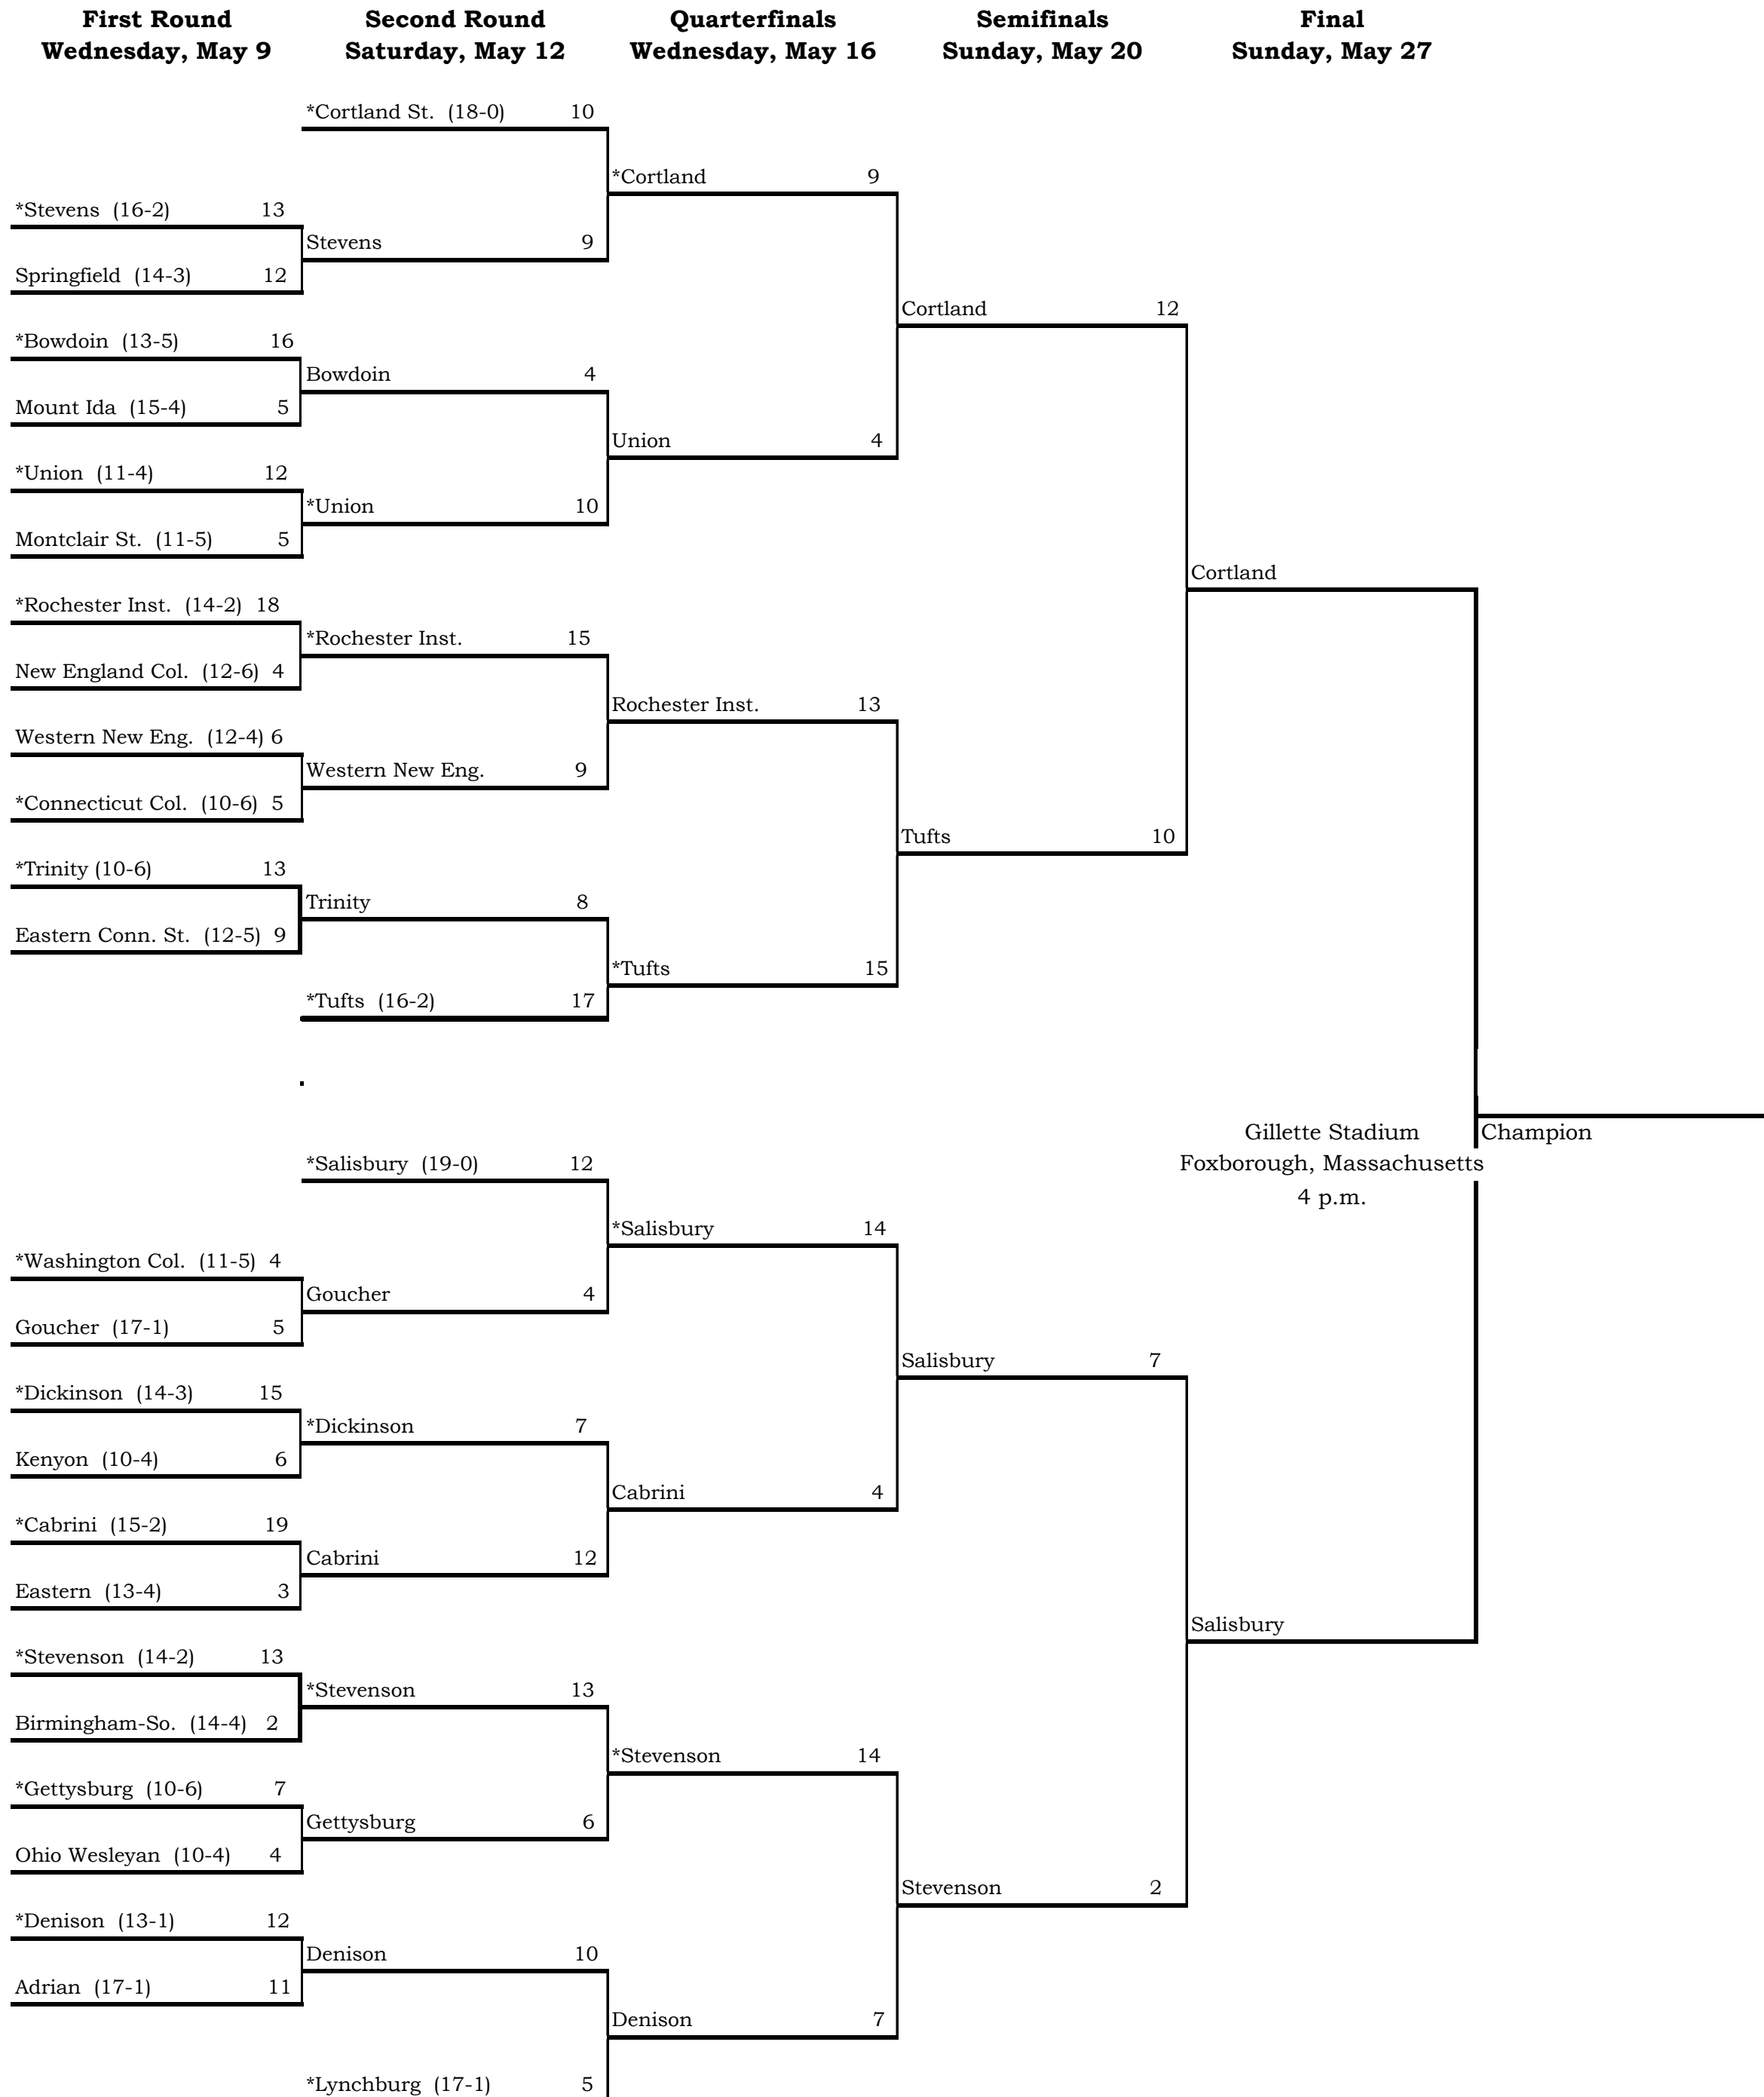 First Round Second Round Quarterfinals Semifinals Final
Wednesday, May 9 Saturday, May 12 Wednesday, May 16 Sunday, May 20 Sunday, May 27
*Cortland St. (18-0) 10
*Cortland 9
*Stevens (16-2) 13
Stevens 9
Springfield (14-3) 12
Cortland 12
*Bowdoin (13-5) 16
Bowdoin 4
Mount Ida (15-4) 5
Union 4
*Union (11-4) 12
*Union 10
Montclair St. (11-5) 5
Cortland
*Rochester Inst. (14-2) 18
*Rochester Inst. 15
New England Col. (12-6) 4
Rochester Inst. 13
Western New Eng. (12-4) 6
Western New Eng. 9
*Connecticut Col. (10-6) 5
Tufts 10
*Trinity (10-6) 13
Trinity 8
Eastern Conn. St. (12-5) 9
*Tufts 15
*Tufts (16-2) 17
Gillette Stadium Champion
*Salisbury (19-0) 12 Foxborough, Massachusetts
4 p.m.
*Salisbury 14
*Washington Col. (11-5) 4
Goucher 4
Goucher (17-1) 5
Salisbury 7
*Dickinson (14-3) 15
*Dickinson 7
Kenyon (10-4) 6
Cabrini 4
*Cabrini (15-2) 19
Cabrini 12
Eastern (13-4) 3
Salisbury
*Stevenson (14-2) 13
*Stevenson 13
Birmingham-So. (14-4) 2
*Stevenson 14
*Gettysburg (10-6) 7
Gettysburg 6
Ohio Wesleyan (10-4) 4
Stevenson 2
*Denison (13-1) 12
Denison 10
Adrian (17-1) 11
Denison 7
*Lynchburg (17-1) 5